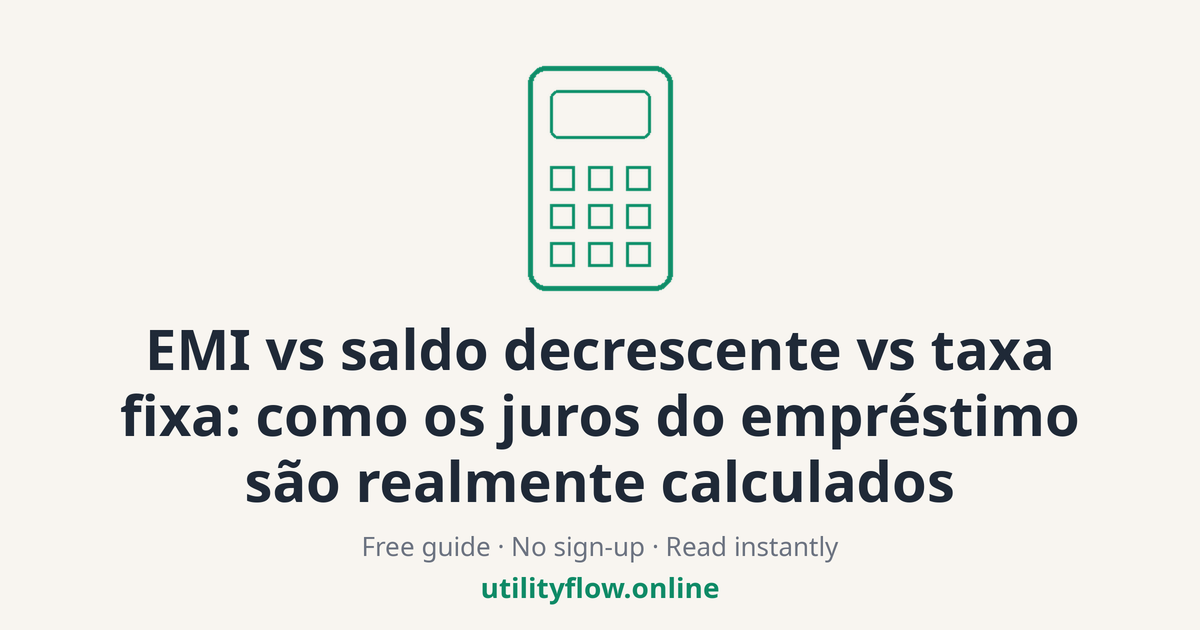 EMI vs saldo decrescente vs taxa
fixa: como os juros do empréstimo
são realmente calculados
Free guide · No sign-up · Read instantly
utilityflow.online